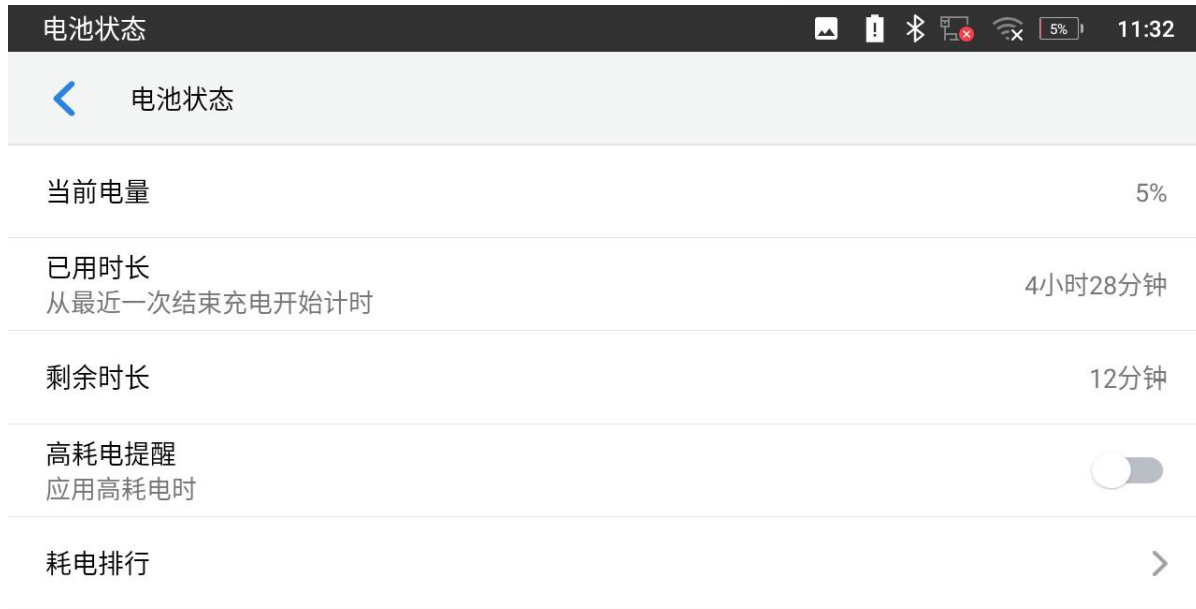 电池状态
5%
11:32
电池状态
当前电量
5%
已用时长
从最近一次结束充电开始计时
4小时28分钟
剩余时长
12分钟
高耗电提醒
应用高耗电时
耗电排行